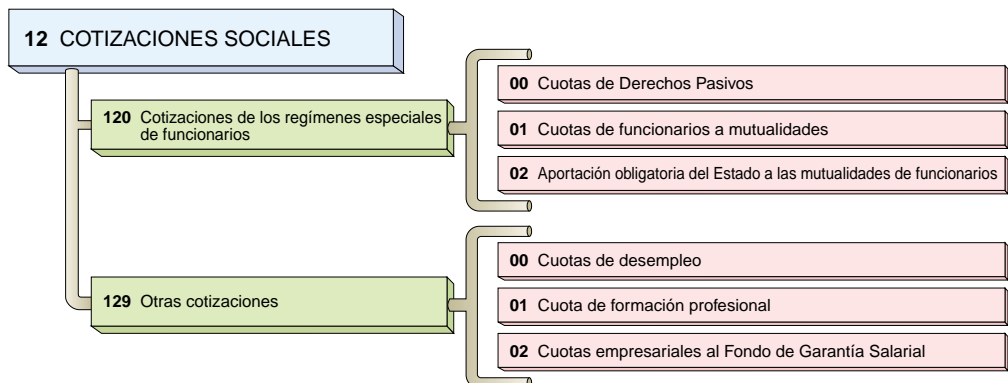 12 COTIZACIONES SOCIALES
120 Cotizaciones de los regímenes especiales
de funcionarios
00 Cuotas de Derechos Pasivos
01 Cuotas de funcionarios a mutualidades
02 Aportación obligatoria del Estado a las mutualidades de funcionarios
129 Otras cotizaciones
00 Cuotas de desempleo
01 Cuota de formación profesional
02 Cuotas empresariales al Fondo de Garantía Salarial